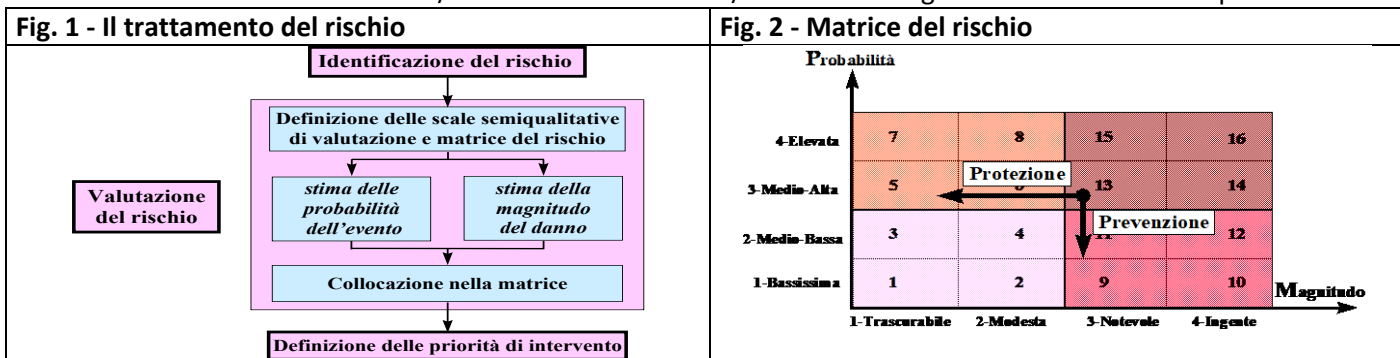 Fig. 1 - Il trattamento del rischio
Identificazione del rischio
Definizione delle scale semiqualitative
di valutazione e matrice del rischio
stima delle
probabilità
dell'evento
stima della
magnitudo
del danno
Valutazione
del rischio
Collocazione nella matrice
Definizione delle priorità di intervento
Fig. 2 - Matrice del rischio
Probabilità
4-Elevata 7 8 15 16
3-Medio-Alta 5 13 14
Protezione
Prevenzione
2-Medio-Bassa 3 4 12
1-Bassissima 1 2 9 10
Magnitudo
1-Trascurabile 2-Modesta 3-Notevole 4-Ingente